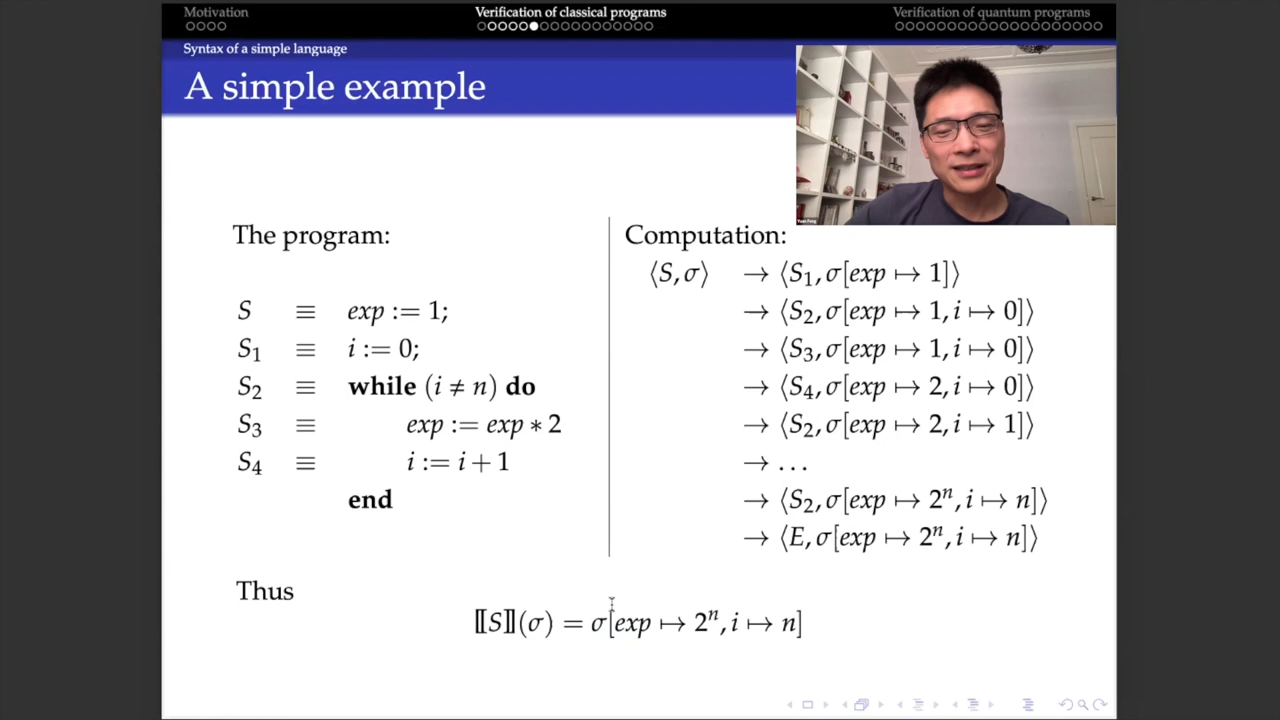 Motivation
Verification of classical programs
Verification of quantum programs
Syntax of a simple language
A simple example
Yuan Feng
The program:
S ≡ exp := 1;
S₁ ≡ i := 0;
S₂ ≡ while (i ≠ n) do
S₃ ≡ exp := exp * 2
S₄ ≡ i := i + 1
end
Computation:
⟨S, σ⟩ → ⟨S₁, σ[exp ↦ 1]⟩
→ ⟨S₂, σ[exp ↦ 1, i ↦ 0]⟩
→ ⟨S₃, σ[exp ↦ 1, i ↦ 0]⟩
→ ⟨S₄, σ[exp ↦ 2, i ↦ 0]⟩
→ ⟨S₂, σ[exp ↦ 2, i ↦ 1]⟩
→ ...
→ ⟨S₂, σ[exp ↦ 2ⁿ, i ↦ n]⟩
→ ⟨E, σ[exp ↦ 2ⁿ, i ↦ n]⟩
Thus
⟦S⟧(σ) = σ[exp ↦ 2ⁿ, i ↦ n]